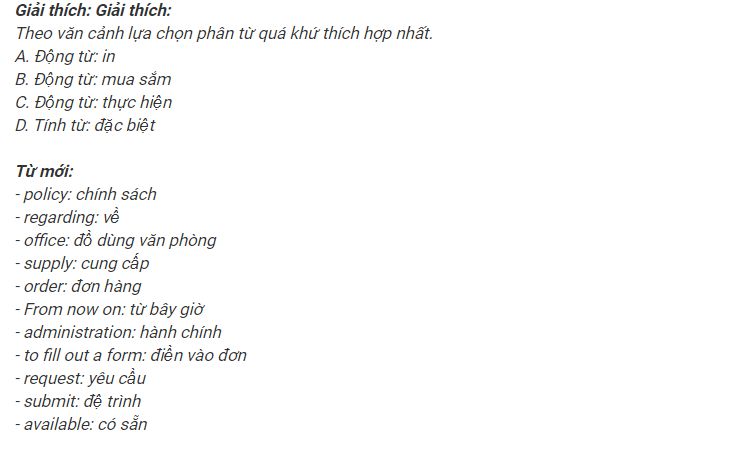 Giải thích: Giải thích:
Theo văn cảnh lựa chọn phân từ quá khứ thích hợp nhất.
A. Động từ: in
B. Động từ: mua sắm
C. Động từ: thực hiện
D. Tính từ: đặc biệt
Từ mới:
- policy: chính sách
- regarding: về
- office: đồ dùng văn phòng
- supply: cung cấp
- order: đơn hàng
- From now on: từ bây giờ
- administration: hành chính
- to fill out a form: điền vào đơn
- request: yêu cầu
- submit: đệ trình
- available: có sẵn